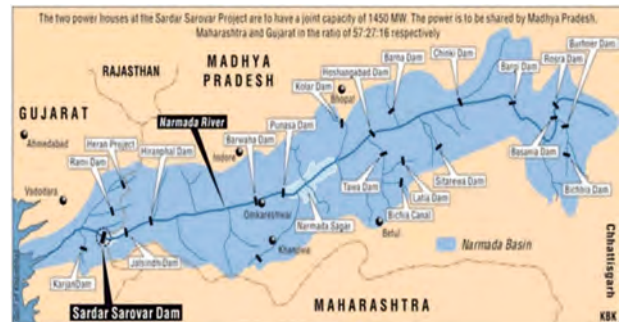 The two power houses at the Sardar Sarovar Project are to have a joint capacity of 1450 MW. The power is to be shared by Madhya Pradesh,
Maharashtra and Gujarat in the ratio of 57:27:16 respectively
RAJASTHAN
MADHYA
PRADESH
GUJARAT
Narmada River
Ahmedabad
Vadodara
Rami Dam
Heran Project
Hiranphal Dam
Indore
Barwaha Dam
Punasa Dam
Kolar Dam
Bhopal
Hoshangabad Dam
Barna Dam
Chinki Dam
Bargi Dam
Rosra Dam
Burhner Dam
Basania Dam
Bichhia Dam
Omkareshwar
Khandwa
Narmada Sagar
Tawa Dam
Bichia Canal
Betul
Latia Dam
Sitarewa Dam
Narmada Basin
KarjanDam
Jalsindhi Dam
Sardar Sarovar Dam
MAHARASHTRA
Chhattisgarh
KBK